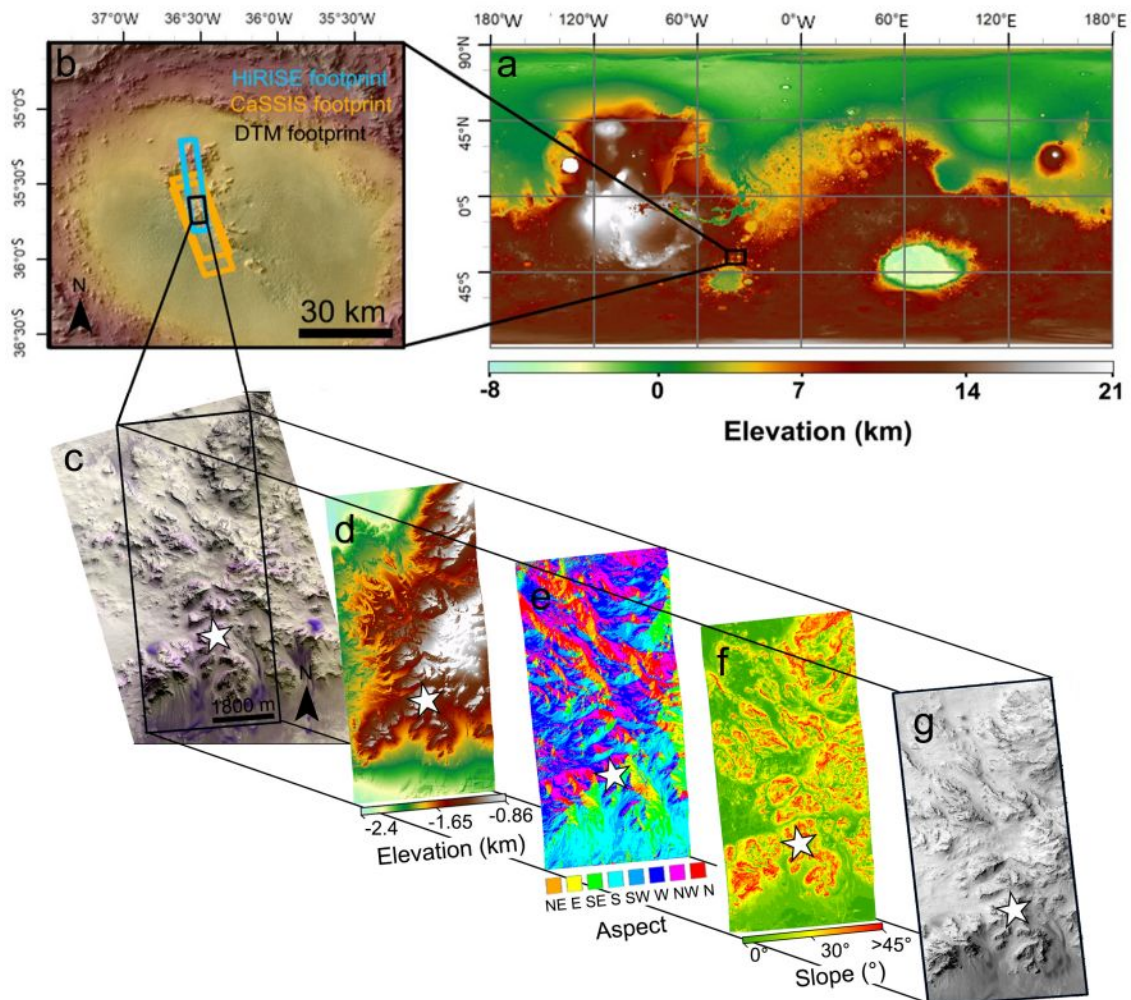 37°0'W 36°30'W 36°0'W 35°30'W
180°W 120°W 60°W 0°W 60°E 120°E 180°E
b
HiRISE footprint
CaSSIS footprint
DTM footprint
35°0'S
35°30'S
36°0'S
36°30'S
N
30 km
a
90°N
45°N
0°S
45°S
-8 0 7 14 21
Elevation (km)
c
N
1800 m
d
-2.4 -1.65 -0.86
Elevation (km)
e
NE E SE S SW W NW N
Aspect
f
0° 30° >45°
Slope (°)
g